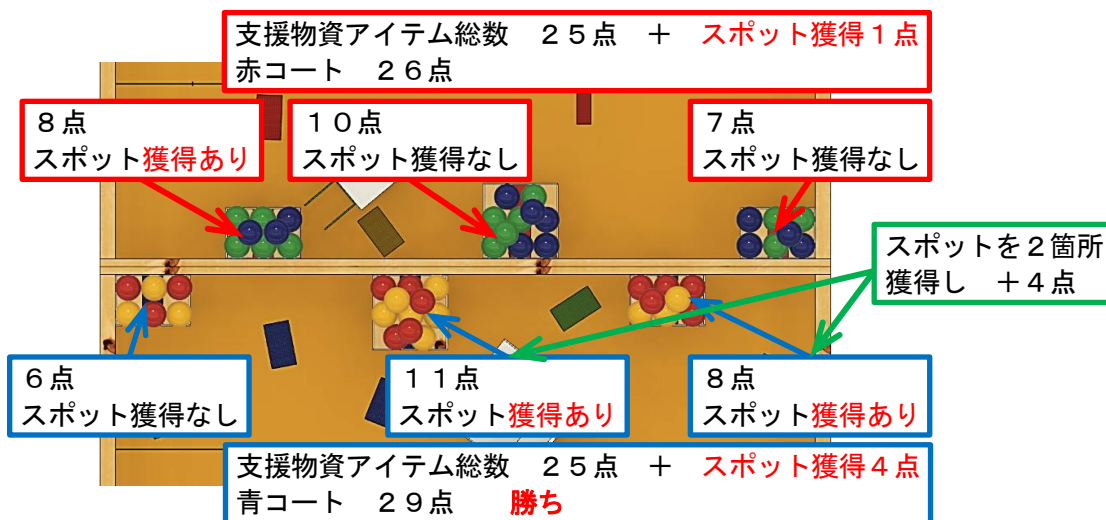 支援物資アイテム総数　２５点　＋　スポット獲得１点
赤コート　２６点
８点
スポット獲得あり
１０点
スポット獲得なし
７点
スポット獲得なし
スポットを２箇所
獲得し　＋４点
６点
スポット獲得なし
１１点
スポット獲得あり
８点
スポット獲得あり
支援物資アイテム総数　２５点　＋　スポット獲得４点
青コート　２９点　　勝ち